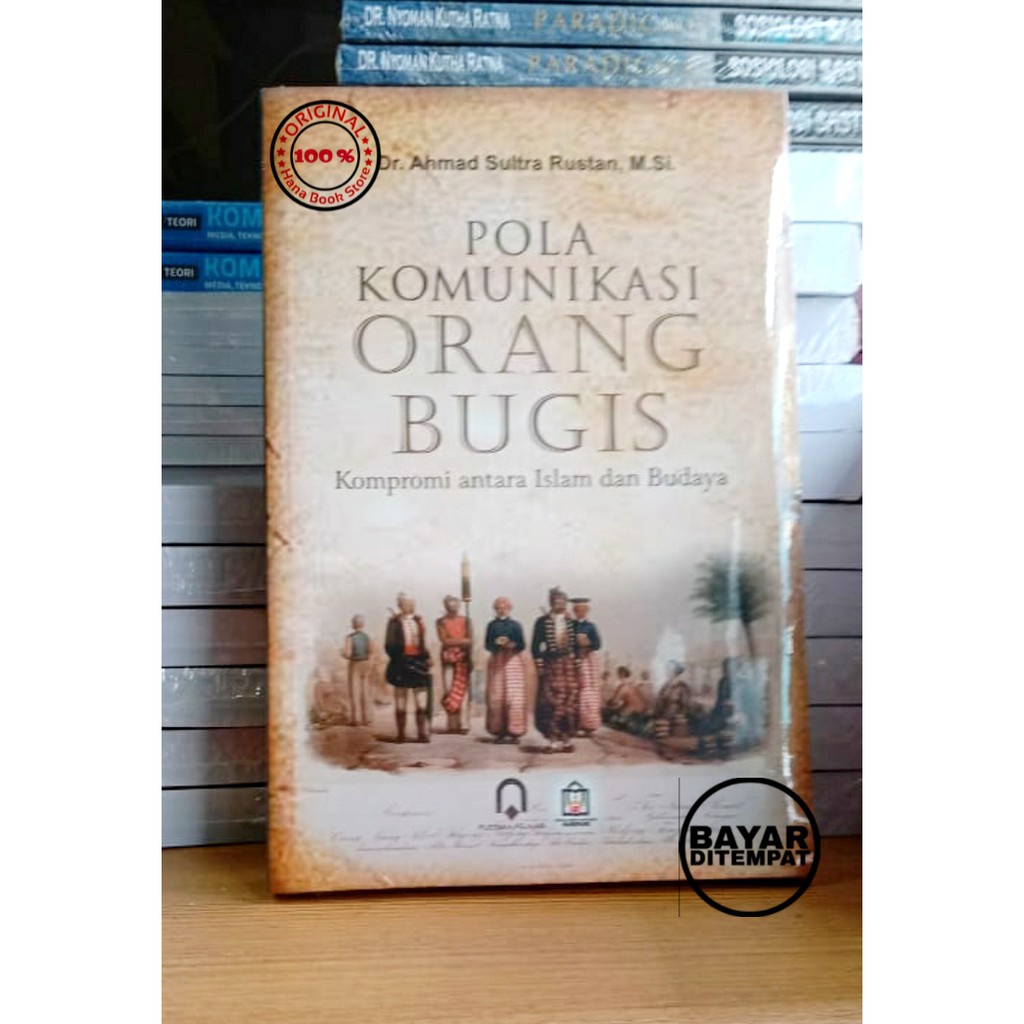 DR. NYOMAN KUTHA RATNA PARADIG SOSIOLOGI SAST
DR. NYOMAN KUTHA RATNA PARADIG SOSIOLOGI SAST
ORIGINAL
100 %
Hana Book Store
Dr. Ahmad Sultra Rustan, M.Si.
TEORI KOM
MEDIA, TEKNO
TEORI KOM
MEDIA, TEKNO
POLA
KOMUNIKASI
ORANG
BUGIS
Kompromi antara Islam dan Budaya
BAYAR
DITEMPAT